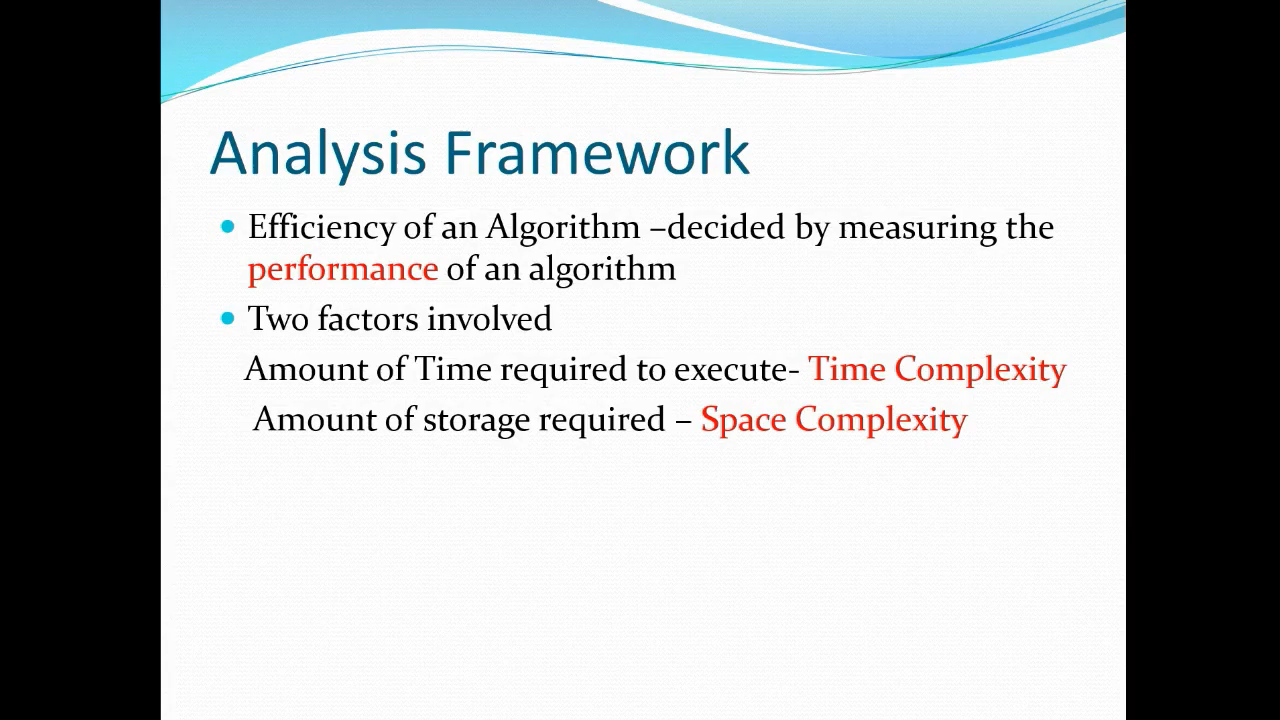 Analysis Framework
Efficiency of an Algorithm –decided by measuring the
performance of an algorithm
Two factors involved
Amount of Time required to execute- Time Complexity
Amount of storage required – Space Complexity